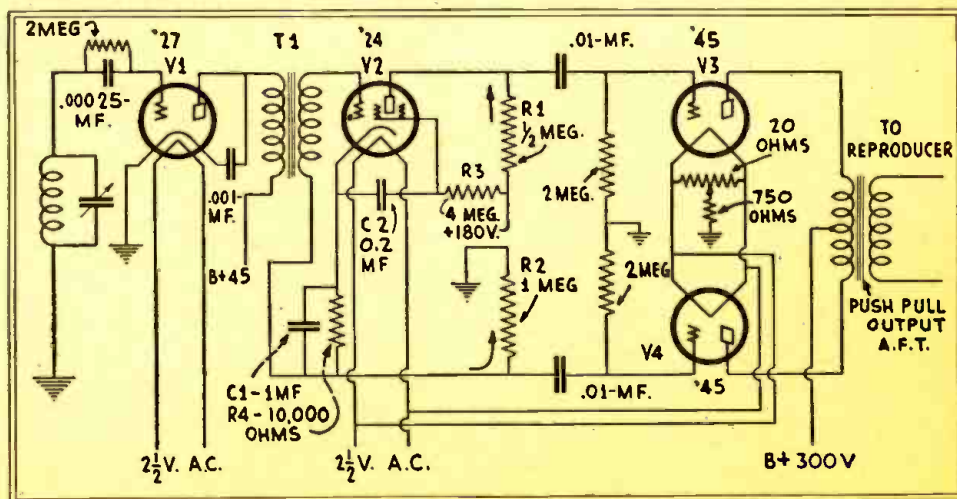 2MEG
'27
V1
T1
'24
V2
.01-MF.
'45
V3
.00025-
MF.
R1
½ MEG.
20
OHMS
TO
REPRODUCER
.001-
MF.
R3
2MEG.
750
OHMS
C2
0.2
MF
4 MEG.
+180V.
B+45
R2
1 MEG
2MEG
PUSH PULL
OUTPUT
A.F.T.
V4
C1-1MF
R4-10,000
OHMS
.01-MF.
'45
2½V. A.C.
2½V. A.C.
B+300V